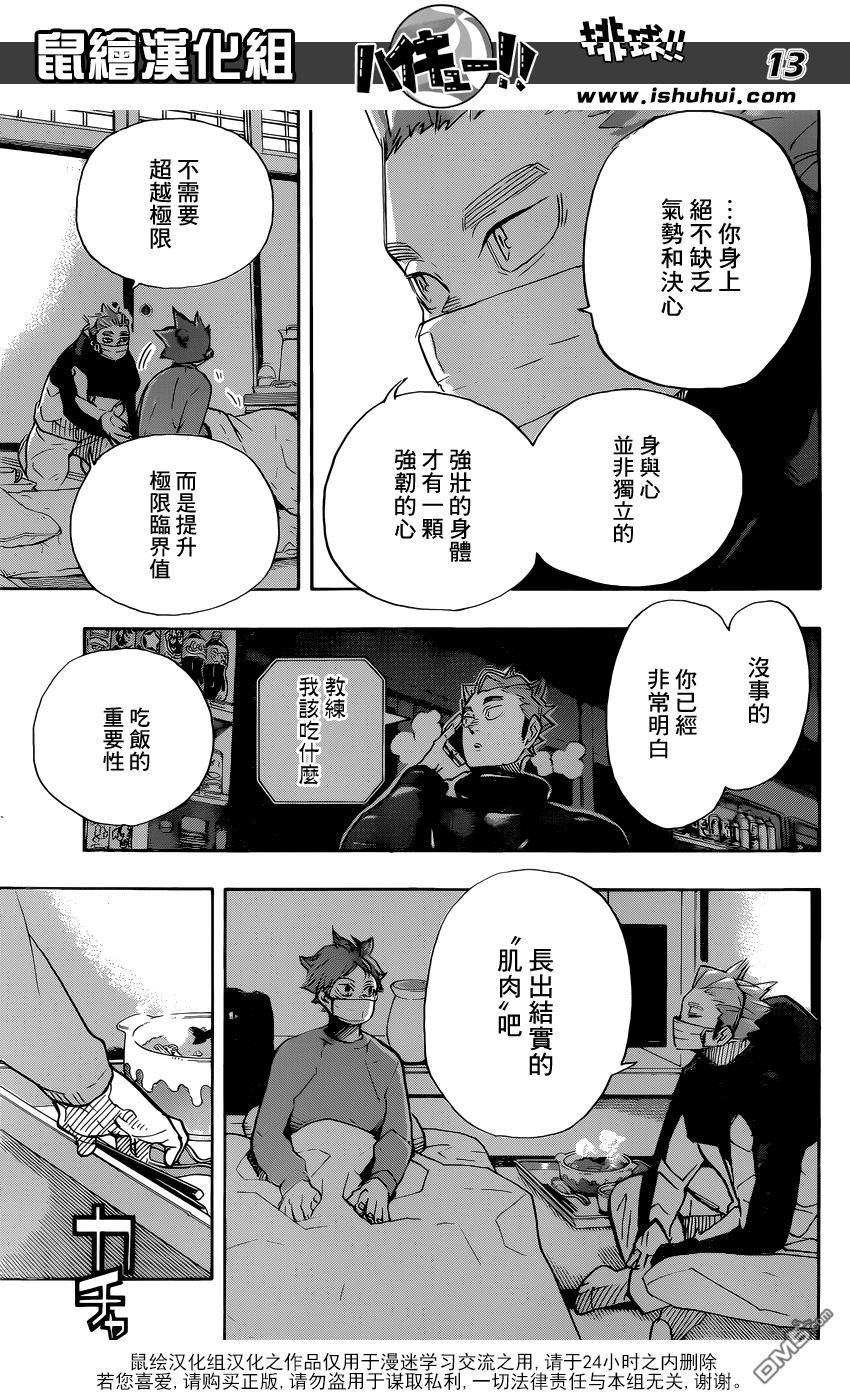 鼠繪漢化組
ハイキュー!!
排球!!
13
www.ishuhui.com
…你身上
絕不缺乏
氣勢和決心
身與心
並非獨立的
強壯的身體
才有一顆
強韌的心
不需要
超越極限
而是提升
極限臨界值
沒事的
你已經
非常明白
教練
我該吃什麼
吃飯的
重要性
長出結實的
"肌肉"吧
カチャ
鼠绘汉化组汉化之作品仅用于漫迷学习交流之用, 请于24小时之内删除
若您喜爱, 请购买正版, 请勿用于谋取私利, 一切法律责任与本组无关, 谢谢。
DM5.com